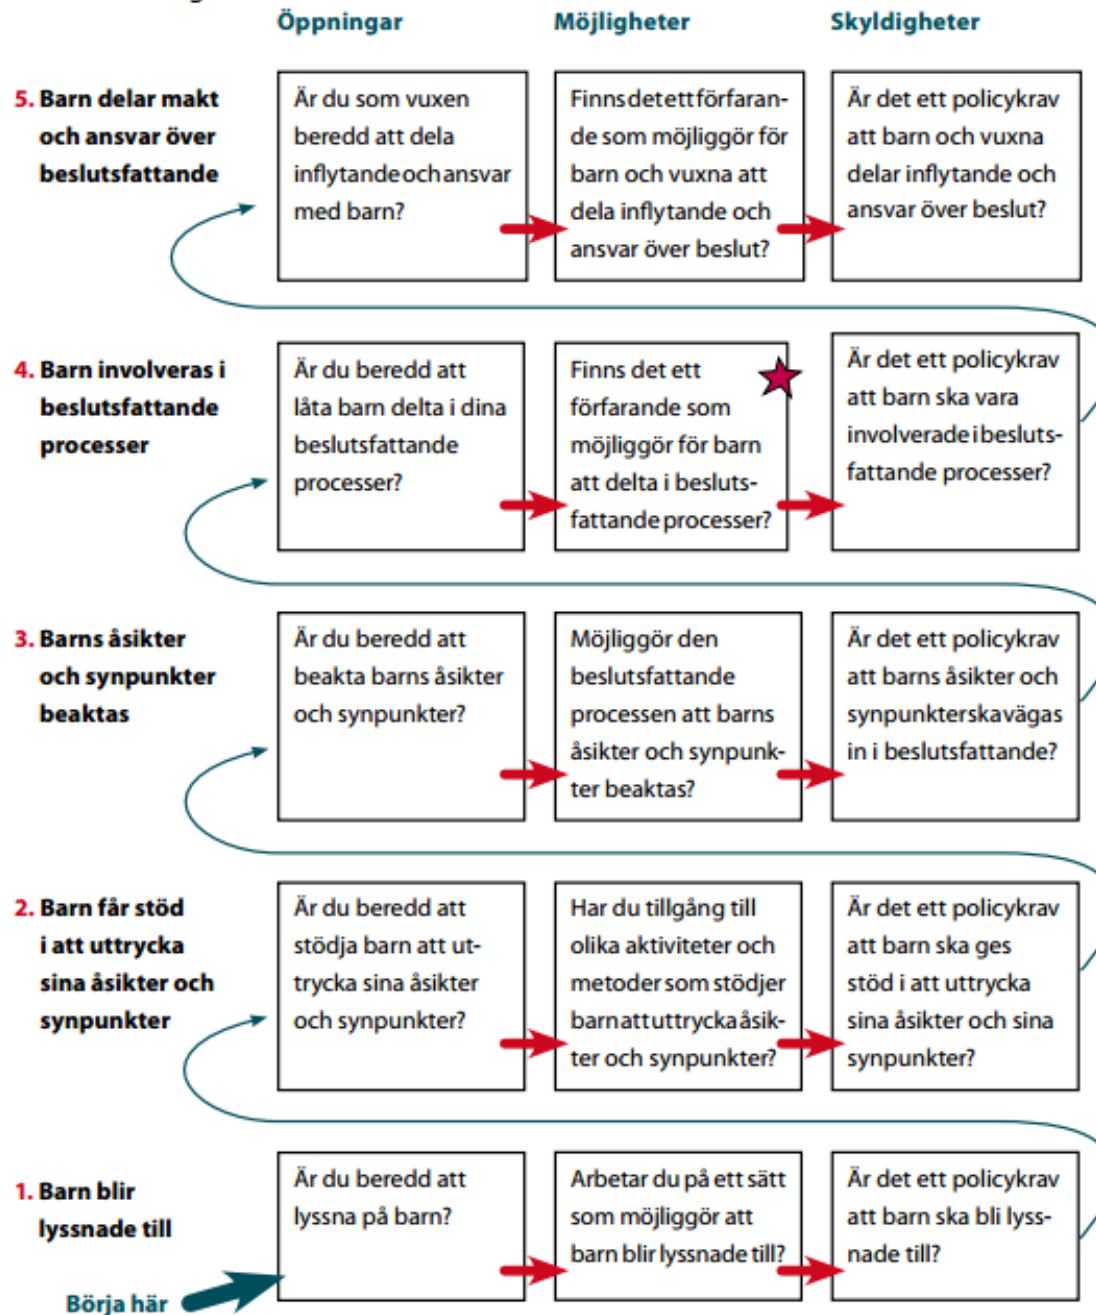 Öppningar Möjligheter Skyldigheter
5. Barn delar makt
och ansvar över
beslutsfattande
Är du som vuxen
beredd att dela
inflytande och ansvar
med barn?
Finns det ett förfaran-
de som möjliggör för
barn och vuxna att
dela inflytande och
ansvar över beslut?
Är det ett policykrav
att barn och vuxna
delar inflytande och
ansvar över beslut?
4. Barn involveras i
beslutsfattande
processer
Är du beredd att
låta barn delta i dina
beslutsfattande
processer?
Finns det ett
förfarande som
möjliggör för barn
att delta i besluts-
fattande processer?
Är det ett policykrav
att barn ska vara
involverade i besluts-
fattande processer?
3. Barns åsikter
och synpunkter
beaktas
Är du beredd att
beakta barns åsikter
och synpunkter?
Möjliggör den
beslutsfattande
processen att barns
åsikter och synpunk-
ter beaktas?
Är det ett policykrav
att barns åsikter och
synpunkter ska vägas
in i beslutsfattande?
2. Barn får stöd
i att uttrycka
sina åsikter och
synpunkter
Är du beredd att
stödja barn att ut-
trycka sina åsikter
och synpunkter?
Har du tillgång till
olika aktiviteter och
metoder som stödjer
barn att uttrycka åsik-
ter och synpunkter?
Är det ett policykrav
att barn ska ges
stöd i att uttrycka
sina åsikter och sina
synpunkter?
1. Barn blir
lyssnade till
Är du beredd att
lyssna på barn?
Arbetar du på ett sätt
som möjliggör att
barn blir lyssnade till?
Är det ett policykrav
att barn ska bli lyss-
nade till?
Börja här